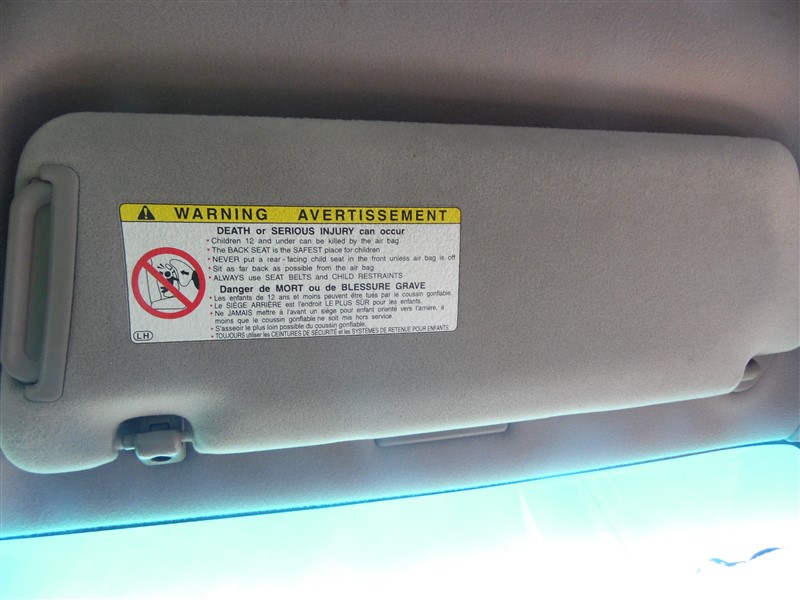 WARNING AVERTISSEMENT
DEATH or SERIOUS INJURY can occur
• Children 12 and under can be killed by the air bag
• The BACK SEAT is the SAFEST place for children
• NEVER put a rear-facing child seat in the front unless air bag is off
• Sit as far back as possible from the air bag
• ALWAYS use SEAT BELTS and CHILD RESTRAINTS
Danger de MORT ou de BLESSURE GRAVE
• Les enfants de 12 ans et moins peuvent être tués par le coussin gonflable.
• Le SIÈGE ARRIÈRE est l'endroit LE PLUS SÛR pour les enfants.
• Ne JAMAIS mettre à l'avant un siège pour enfant orienté vers l'arrière, à
moins que le coussin gonflable ne soit mis hors service.
• S'asseoir le plus loin possible du coussin gonflable.
• TOUJOURS utiliser les CEINTURES DE SÉCURITÉ et les SYSTÈMES DE RETENUE POUR ENFANTS.
LH